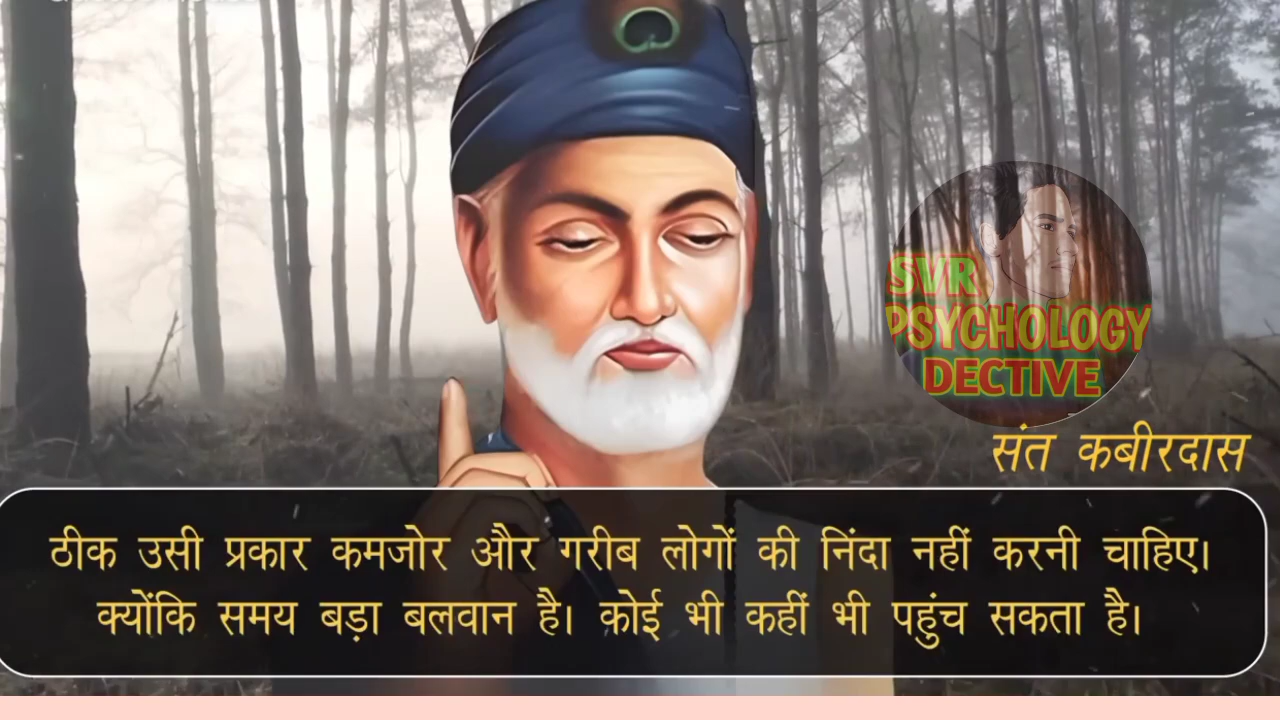 SVR
PSYCHOLOGY
DECTIVE
संत कबीरदास
ठीक उसी प्रकार कमजोर और गरीब लोगों की निंदा नहीं करनी चाहिए।
क्योंकि समय बड़ा बलवान है। कोई भी कहीं भी पहुंच सकता है।